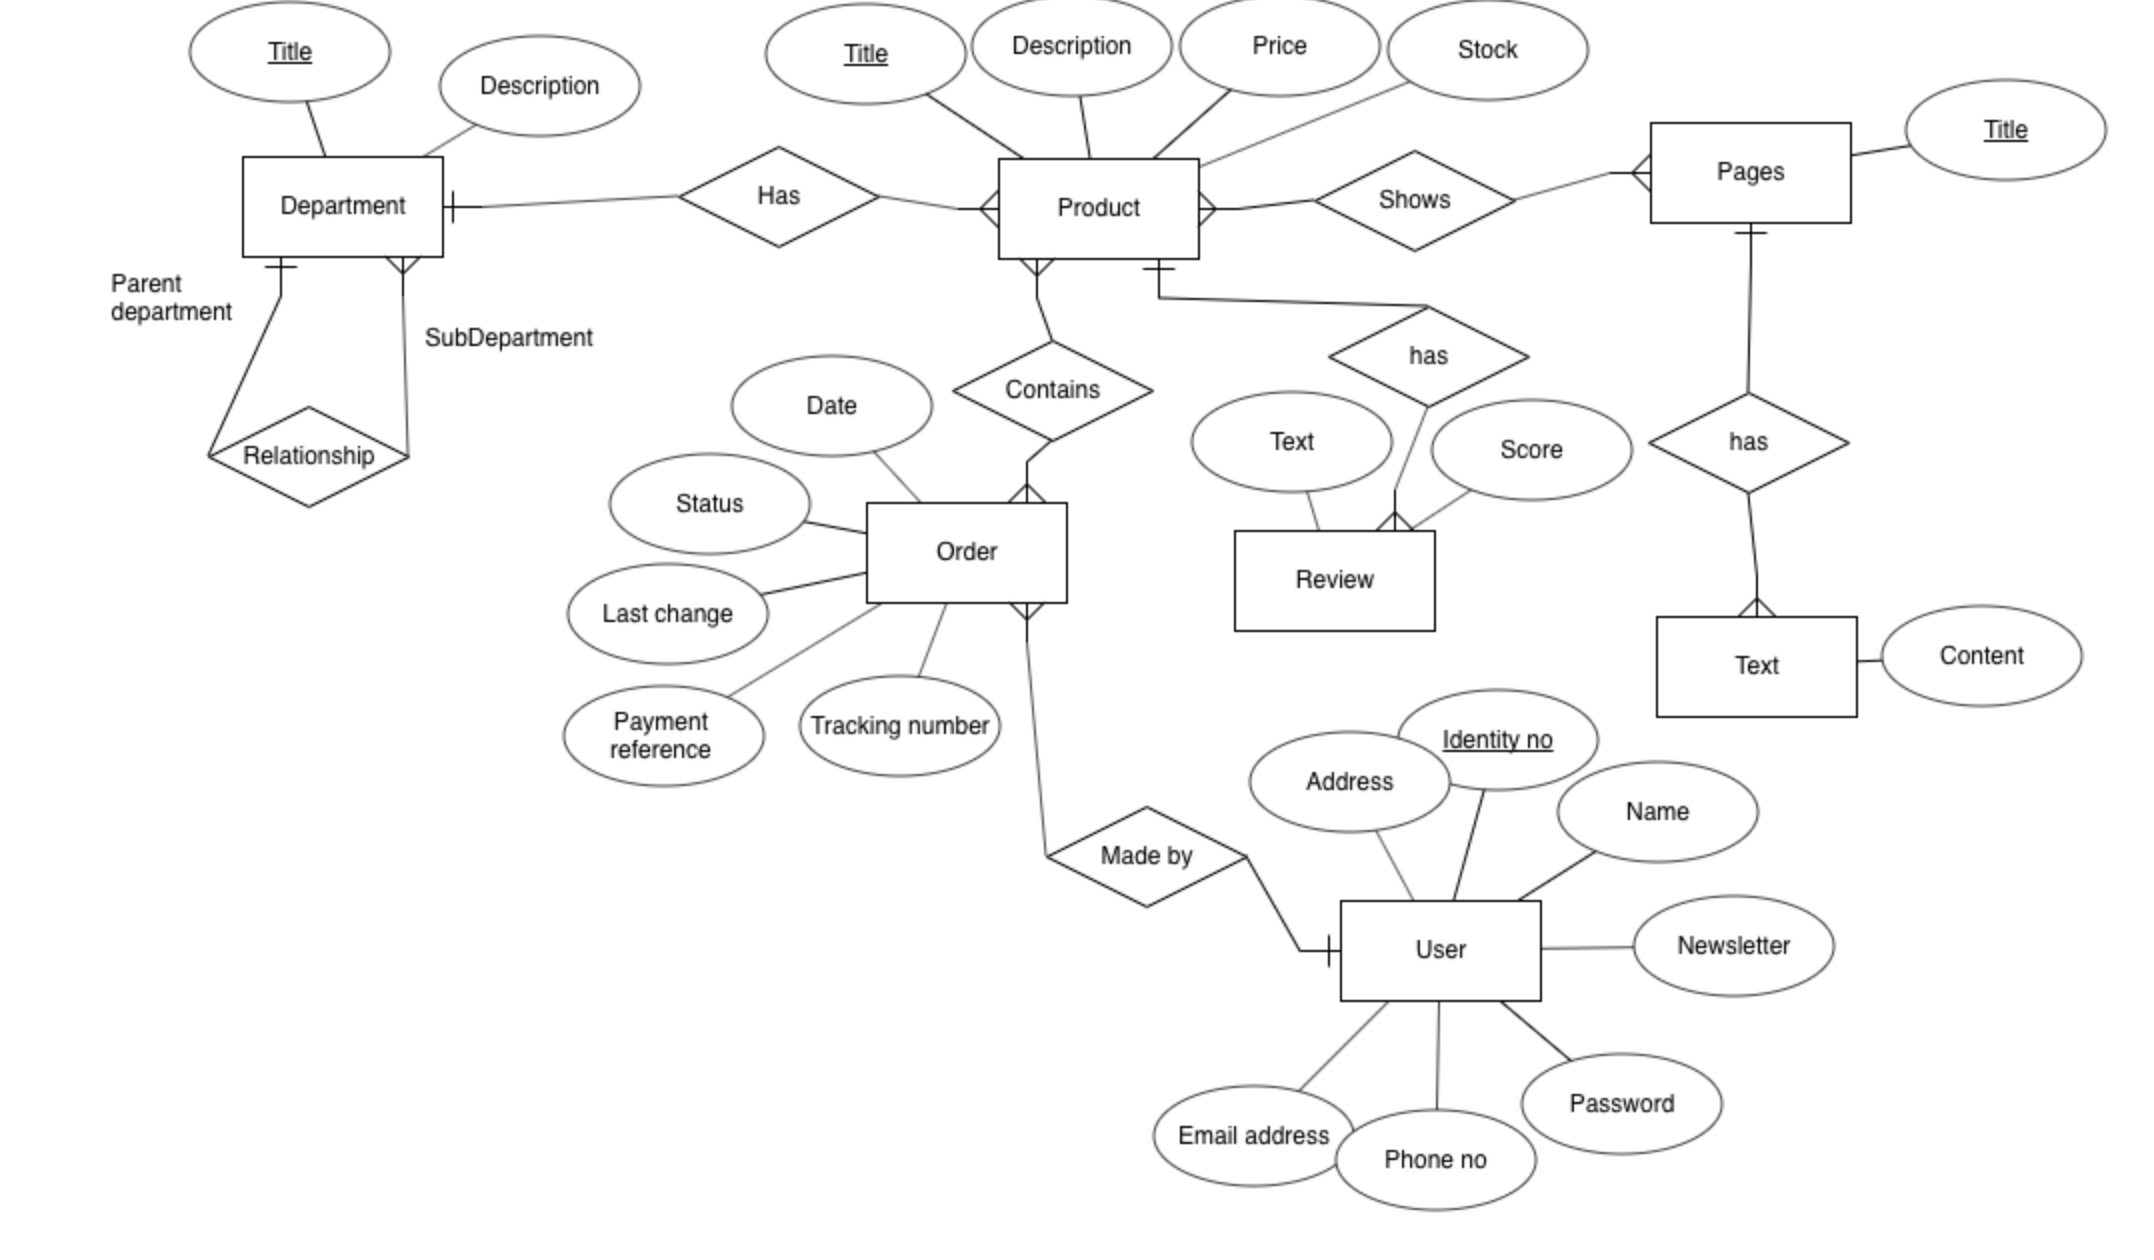 Title
Description
Title
Description
Price
Stock
Title
Department
Has
Product
Shows
Pages
Parent
department
SubDepartment
Relationship
Date
Contains
has
Status
Text
Score
has
Order
Last change
Review
Payment
reference
Tracking number
Text
Content
Identity no
Address
Name
Made by
User
Newsletter
Email address
Phone no
Password